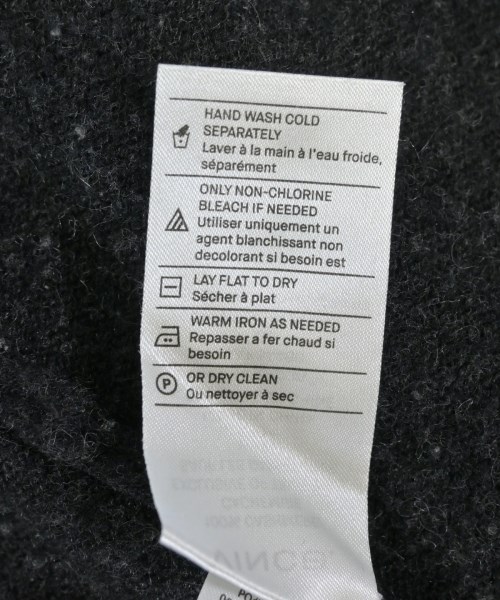 HAND WASH COLD
SEPARATELY
Laver à la main à l'eau froide,
séparément
ONLY NON-CHLORINE
BLEACH IF NEEDED
Utiliser uniquement un
agent blanchissant non
decolorant si besoin est
LAY FLAT TO DRY
Sécher à plat
WARM IRON AS NEEDED
Repasser a fer chaud si
besoin
P
OR DRY CLEAN
Ou nettoyer à sec
VINCE